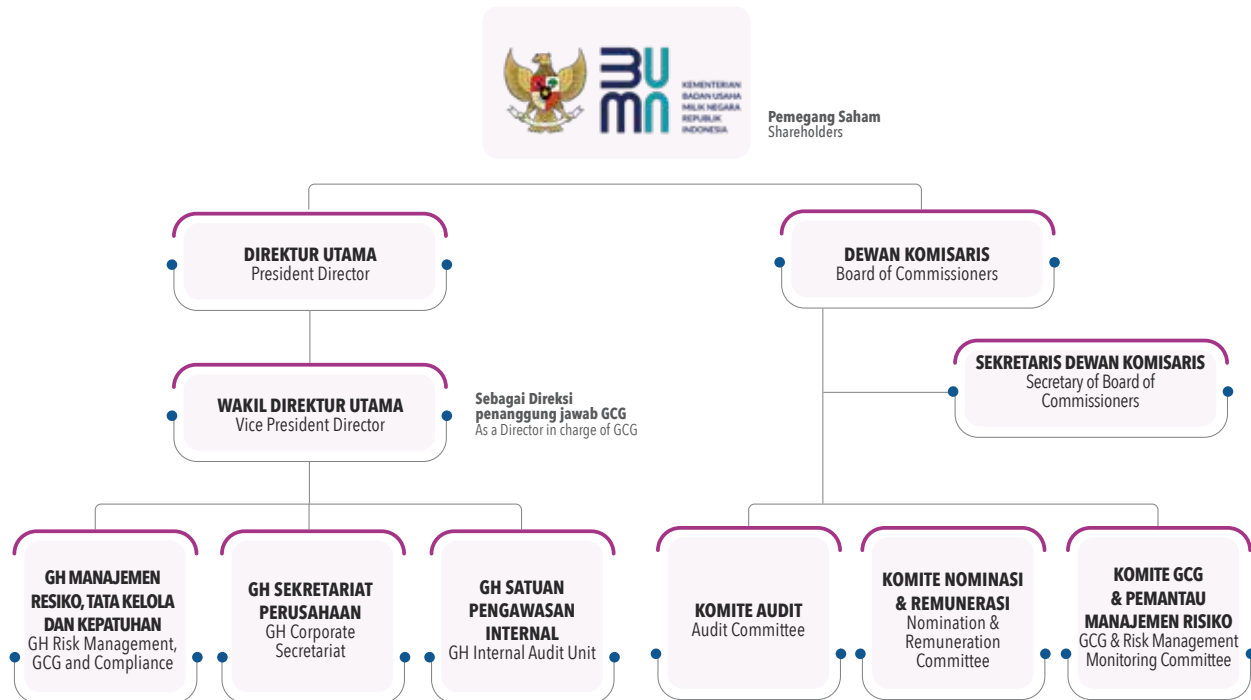 BUMN
KEMENTERIAN
BADAN USAHA
MILIK NEGARA
REPUBLIK
INDONESIA
Pemegang Saham
Shareholders
DIREKTUR UTAMA
President Director
DEWAN KOMISARIS
Board of Commissioners
WAKIL DIREKTUR UTAMA
Vice President Director
Sebagai Direksi
penanggung jawab GCG
As a Director in charge of GCG
SEKRETARIS DEWAN KOMISARIS
Secretary of Board of
Commissioners
GH MANAJEMEN
RESIKO, TATA KELOLA
DAN KEPATUHAN
GH Risk Management,
GCG and Compliance
GH SEKRETARIAT
PERUSAHAAN
GH Corporate
Secretariat
GH SATUAN
PENGAWASAN
INTERNAL
GH Internal Audit Unit
KOMITE AUDIT
Audit Committee
KOMITE NOMINASI
& REMUNERASI
Nomination &
Remuneration
Committee
KOMITE GCG
& PEMANTAU
MANAJEMEN RISIKO
GCG & Risk Management
Monitoring Committee